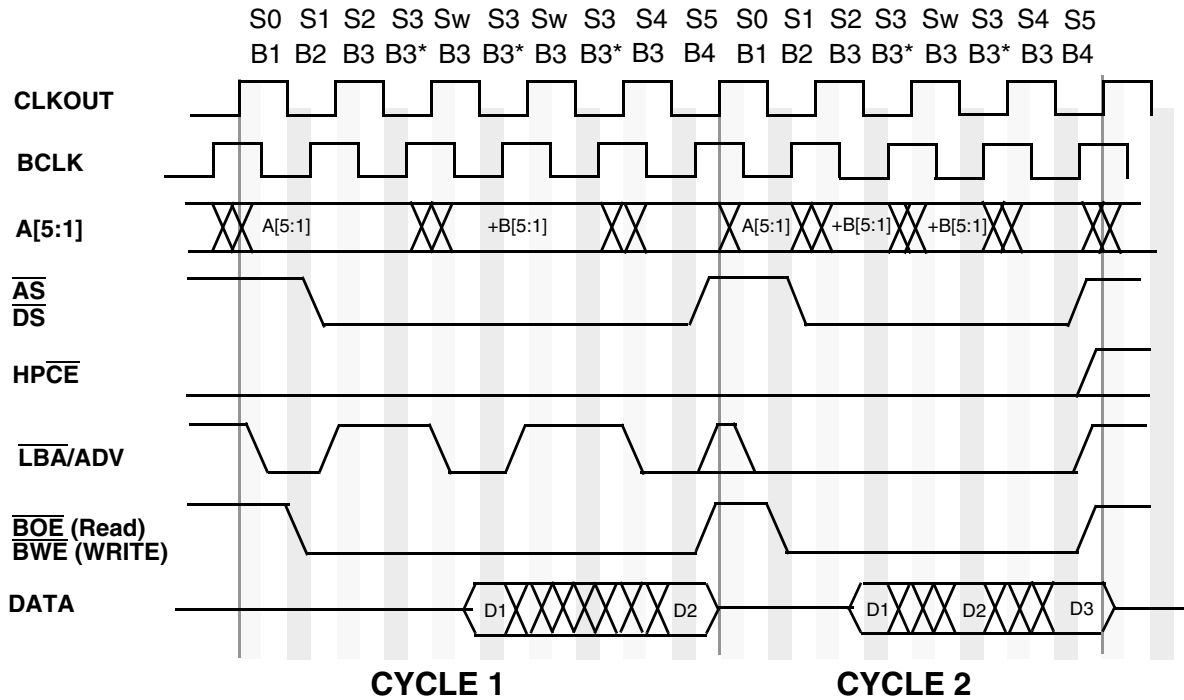 S0 S1 S2 S3 Sw S3 Sw S3 S4 S5 S0 S1 S2 S3 Sw S3 S4 S5
B1 B2 B3 B3* B3 B3* B3 B3* B3 B4 B1 B2 B3 B3* B3 B3* B3 B4
CLKOUT
BCLK
A[5:1] A[5:1] +B[5:1] A[5:1] +B[5:1] +B[5:1]
AS
DS
HPCE
LBA/ADV
BOE (Read)
BWE (WRITE)
DATA D1 D2 D1 D2 D3
CYCLE 1 CYCLE 2